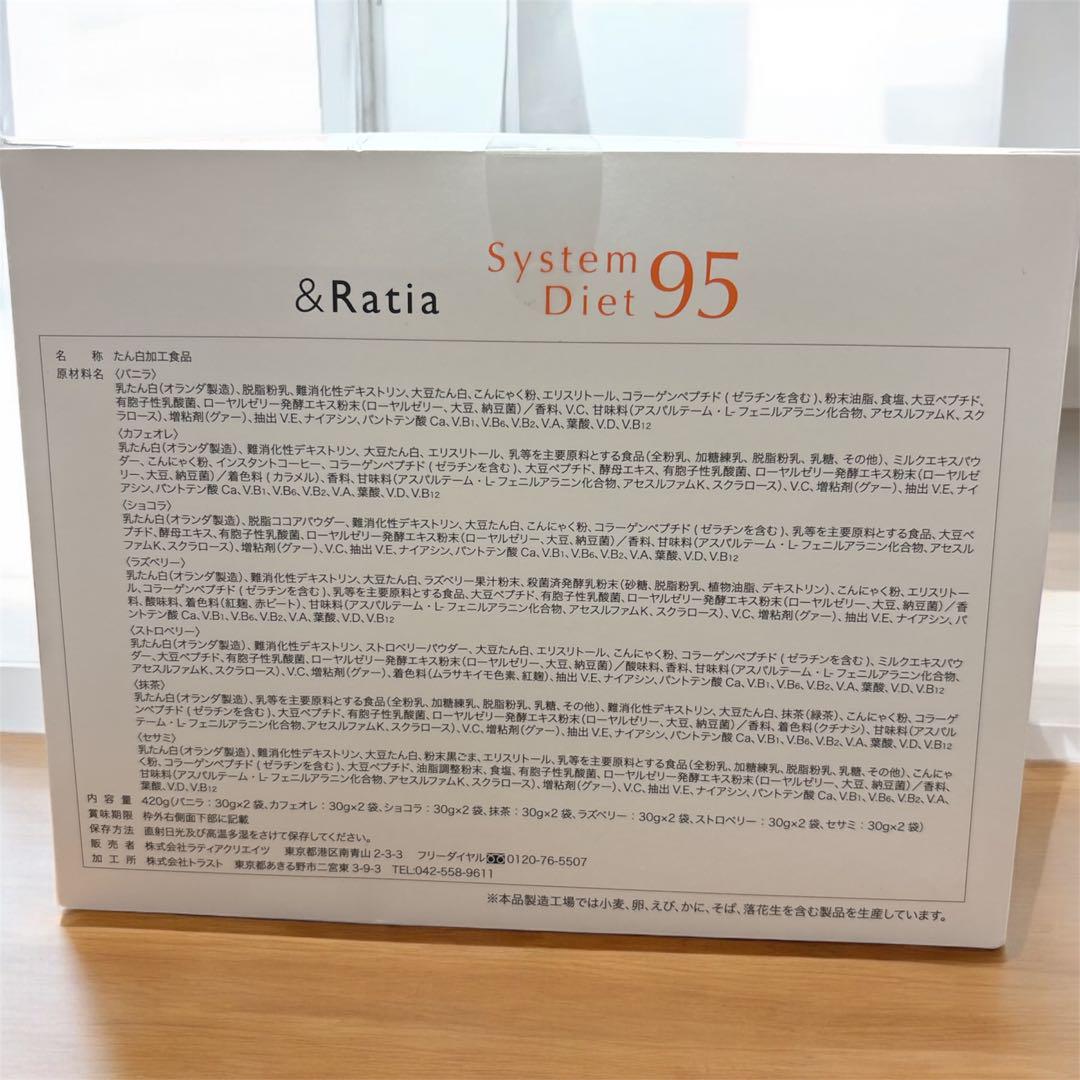 &Ratia
System
Diet 95
名 称 たん白加工食品
原材料名 〈バニラ〉
乳たん白(オランダ製造)、脱脂粉乳、難消化性デキストリン、大豆たん白、こんにゃく粉、エリスリトール、コラーゲンペプチド(ゼラチンを含む)、粉末油脂、食塩、大豆ペプチド、
有胞子性乳酸菌、ローヤルゼリー発酵エキス粉末(ローヤルゼリー、大豆、納豆菌)/香料、V.C、甘味料(アスパルテーム・L-フェニルアラニン化合物、アセスルファムK、スク
ラロース)、増粘剤(グァー)、抽出V.E、ナイアシン、パントテン酸Ca、V.B1、V.B6、V.B2、V.A、葉酸、V.D、V.B12
〈カフェオレ〉
乳たん白(オランダ製造)、難消化性デキストリン、大豆たん白、エリスリトール、乳等を主要原料とする食品(全粉乳、加糖練乳、脱脂粉乳、乳糖、その他)、ミルクエキスパウ
ダー、こんにゃく粉、インスタントコーヒー、コラーゲンペプチド(ゼラチンを含む)、大豆ペプチド、酵母エキス、有胞子性乳酸菌、ローヤルゼリー発酵エキス粉末(ローヤルゼ
リー、大豆、納豆菌)/着色料(カラメル)、香料、甘味料(アスパルテーム・L-フェニルアラニン化合物、アセスルファムK、スクラロース)、V.C、増粘剤(グァー)、抽出V.E、ナイア
シン、パントテン酸Ca、V.B1、V.B6、V.B2、V.A、葉酸、V.D、V.B12
〈ショコラ〉
乳たん白(オランダ製造)、脱脂ココアパウダー、難消化性デキストリン、大豆たん白、こんにゃく粉、コラーゲンペプチド(ゼラチンを含む)、乳等を主要原料とする食品、大豆ペ
プチド、酵母エキス、有胞子性乳酸菌、ローヤルゼリー発酵エキス粉末(ローヤルゼリー、大豆、納豆菌)/香料、甘味料(アスパルテーム・L-フェニルアラニン化合物、アセスル
ファムK、スクラロース)、増粘剤(グァー)、V.C、抽出V.E、ナイアシン、パントテン酸Ca、V.B1、V.B6、V.B2、V.A、葉酸、V.D、V.B12
〈ラズベリー〉
乳たん白(オランダ製造)、難消化性デキストリン、大豆たん白、ラズベリー果汁粉末、殺菌済発酵乳粉末(砂糖、脱脂粉乳、植物油脂、デキストリン)、こんにゃく粉、エリスリトー
ル、コラーゲンペプチド(ゼラチンを含む)、乳等を主要原料とする食品、大豆ペプチド、有胞子性乳酸菌、ローヤルゼリー発酵エキス粉末(ローヤルゼリー、大豆、納豆菌)/香
料、酸味料、着色料(紅麹、赤ビート)、甘味料(アスパルテーム・L-フェニルアラニン化合物、アセスルファムK、スクラロース)、V.C、増粘剤(グァー)、抽出V.E、ナイアシン、パ
ントテン酸Ca、V.B1、V.B6、V.B2、V.A、葉酸、V.D、V.B12
〈ストロベリー〉
乳たん白(オランダ製造)、難消化性デキストリン、ストロベリーパウダー、大豆たん白、エリスリトール、こんにゃく粉、コラーゲンペプチド(ゼラチンを含む)、ミルクエキスパウ
ダー、大豆ペプチド、有胞子性乳酸菌、ローヤルゼリー発酵エキス粉末(ローヤルゼリー、大豆、納豆菌)/酸味料、香料、甘味料(アスパルテーム・L-フェニルアラニン化合物、
アセスルファムK、スクラロース)、V.C、増粘剤(グァー)、着色料(ムラサキイモ色素、紅麹)、抽出V.E、ナイアシン、パントテン酸Ca、V.B1、V.B6、V.B2、V.A、葉酸、V.D、V.B12
〈抹茶〉
乳たん白(オランダ製造)、乳等を主要原料とする食品(全粉乳、加糖練乳、脱脂粉乳、乳糖、その他)、難消化性デキストリン、大豆たん白、抹茶(緑茶)、こんにゃく粉、コラーゲ
ンペプチド(ゼラチンを含む)、大豆ペプチド、有胞子性乳酸菌、ローヤルゼリー発酵エキス粉末(ローヤルゼリー、大豆、納豆菌)/香料、着色料(クチナシ)、甘味料(アスパル
テーム・L-フェニルアラニン化合物、アセスルファムK、スクラロース)、V.C、増粘剤(グァー)、抽出V.E、ナイアシン、パントテン酸Ca、V.B1、V.B6、V.B2、V.A、葉酸、V.D、V.B12
〈セサミ〉
乳たん白(オランダ製造)、難消化性デキストリン、大豆たん白、粉末黒ごま、エリスリトール、乳等を主要原料とする食品(全粉乳、加糖練乳、脱脂粉乳、乳糖、その他)、こんにゃ
く粉、コラーゲンペプチド(ゼラチンを含む)、大豆ペプチド、油脂調整粉末、食塩、有胞子性乳酸菌、ローヤルゼリー発酵エキス粉末(ローヤルゼリー、大豆、納豆菌)/香料、
甘味料(アスパルテーム・L-フェニルアラニン化合物、アセスルファムK、スクラロース)、増粘剤(グァー)、V.C、抽出V.E、ナイアシン、パントテン酸Ca、V.B1、V.B6、V.B2、V.A、
葉酸、V.D、V.B12
内容量 420g(バニラ:30g×2袋、カフェオレ:30g×2袋、ショコラ:30g×2袋、抹茶:30g×2袋、ラズベリー:30g×2袋、ストロベリー:30g×2袋、セサミ:30g×2袋)
賞味期限 枠外右側面下部に記載
保存方法 直射日光及び高温多湿をさけて保存してください。
販売者 株式会社ラティアクリエイツ 東京都港区南青山2-3-3 フリーダイヤル0120-76-5507
加工所 株式会社トラスト 東京都あきる野市二宮東3-9-3 TEL:042-558-9611
※本品製造工場では小麦、卵、えび、かに、そば、落花生を含む製品を生産しています。